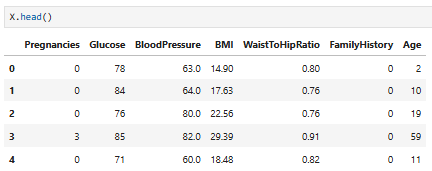 X.head()
Pregnancies Glucose BloodPressure BMI WaistToHipRatio FamilyHistory Age
0 0 78 63.0 14.90 0.80 0 2
1 0 84 64.0 17.63 0.76 0 10
2 0 76 80.0 22.56 0.76 0 19
3 3 85 82.0 29.39 0.91 0 59
4 0 71 60.0 18.48 0.82 0 11